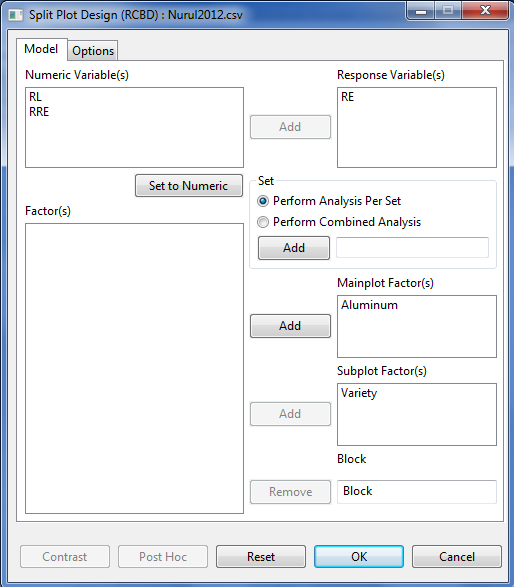 Split Plot Design (RCBD) : Nurul2012.csv
Model
Options
Numeric Variable(s)
RL
RRE
Add
Response Variable(s)
RE
Set to Numeric
Set
Perform Analysis Per Set
Perform Combined Analysis
Add
Factor(s)
Mainplot Factor(s)
Aluminum
Add
Subplot Factor(s)
Variety
Add
Block
Remove
Block
Contrast
Post Hoc
Reset
OK
Cancel